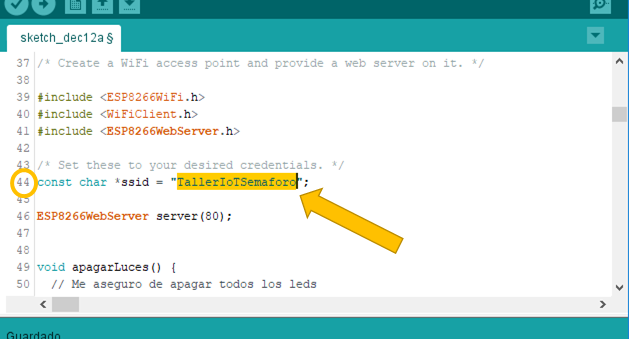 sketch_dec12a §
37 /* Create a WiFi access point and provide a web server on it. */
38
39 #include <ESP8266WiFi.h>
40 #include <WiFiClient.h>
41 #include <ESP8266WebServer.h>
42
43 /* Set these to your desired credentials. */
44 const char *ssid = "TallerIoTSemaforo";
45
46 ESP8266WebServer server(80);
47
48
49 void apagarLuces() {
50 // Me aseguro de apagar todos los leds
Guardado